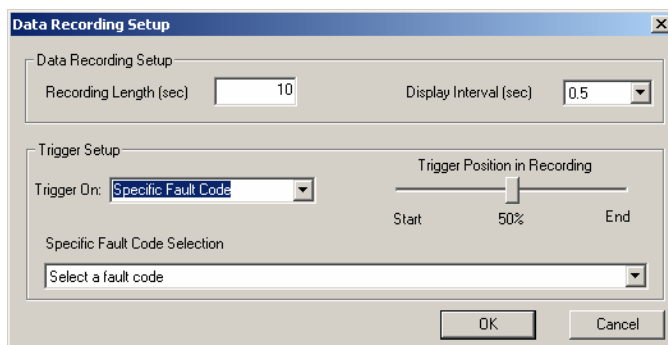 Data Recording Setup
Data Recording Setup
Recording Length (sec) 10 Display Interval (sec) 0.5
Trigger Setup
Trigger Position in Recording
Trigger On: Specific Fault Code
Start 50% End
Specific Fault Code Selection
Select a fault code
OK Cancel